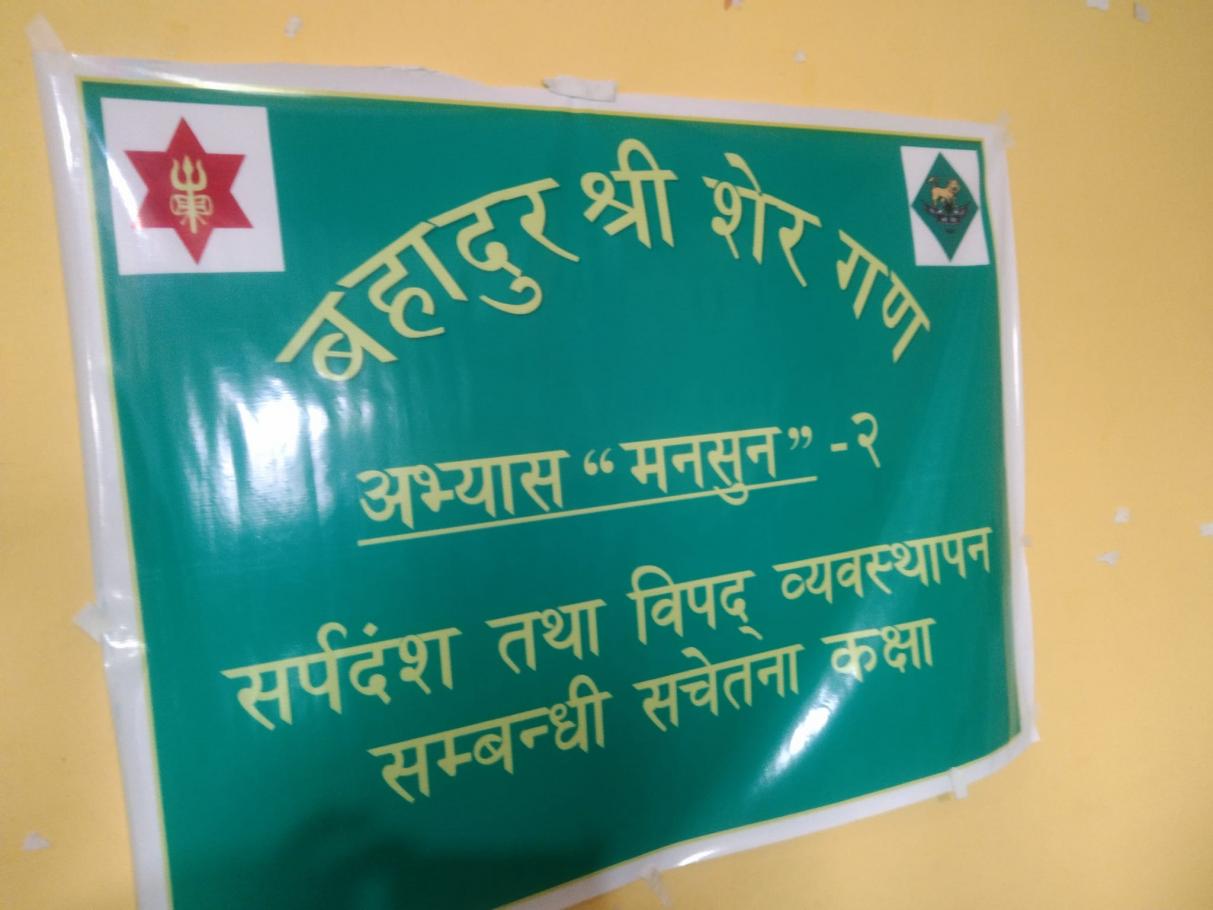 बहादुर श्री शेर गण
अभ्यास “मनसुन” -२
सर्पदंश तथा विपद् व्यवस्थापन
सम्बन्धी सचेतना कक्षा